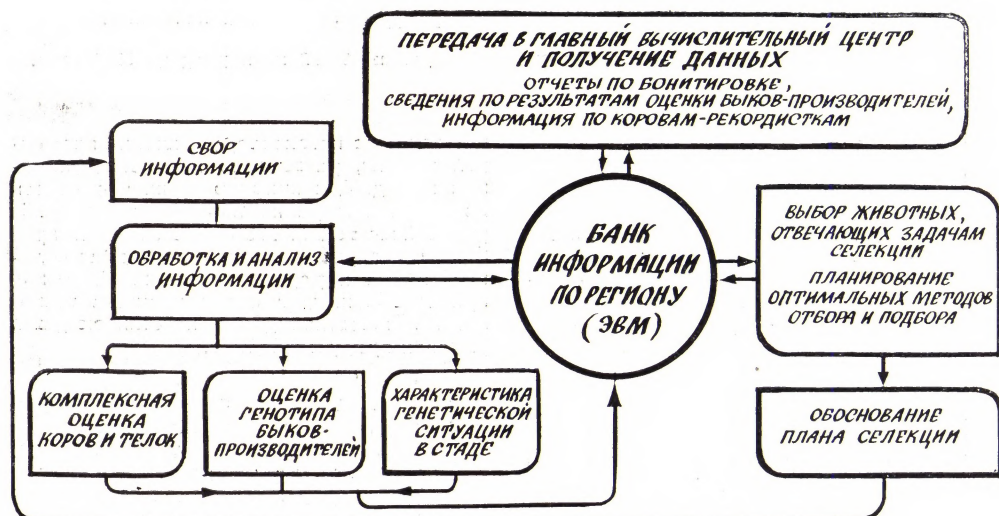 ПЕРЕДАЧА В ГЛАВНЫЙ ВЫЧИСЛИТЕЛЬНЫЙ ЦЕНТР
И ПОЛУЧЕНИЕ ДАННЫХ
ОТЧЕТЫ ПО БОНИТИРОВКЕ,
СВЕДЕНИЯ ПО РЕЗУЛЬТАТАМ ОЦЕНКИ БЫКОВ-ПРОИЗВОДИТЕЛЕЙ,
ИНФОРМАЦИЯ ПО КОРОВАМ-РЕКОРДИСТКАМ
СБОР
ИНФОРМАЦИИ
ОБРАБОТКА И АНАЛИЗ
ИНФОРМАЦИИ
БАНК
ИНФОРМАЦИИ
ПО РЕГИОНУ
(ЭВМ)
ВЫБОР ЖИВОТНЫХ,
ОТВЕЧАЮЩИХ ЗАДАЧАМ
СЕЛЕКЦИИ
ПЛАНИРОВАНИЕ
ОПТИМАЛЬНЫХ МЕТОДОВ
ОТБОРА И ПОДБОРА
КОМПЛЕКСНАЯ
ОЦЕНКА
КОРОВ И ТЕЛОК
ОЦЕНКА
ГЕНОТИПА
БЫКОВ-
ПРОИЗВОДИТЕЛЕЙ
ХАРАКТЕРИСТИКА
ГЕНЕТИЧЕСКОЙ
СИТУАЦИИ
В СТАДЕ
ОБОСНОВАНИЕ
ПЛАНА СЕЛЕКЦИИ